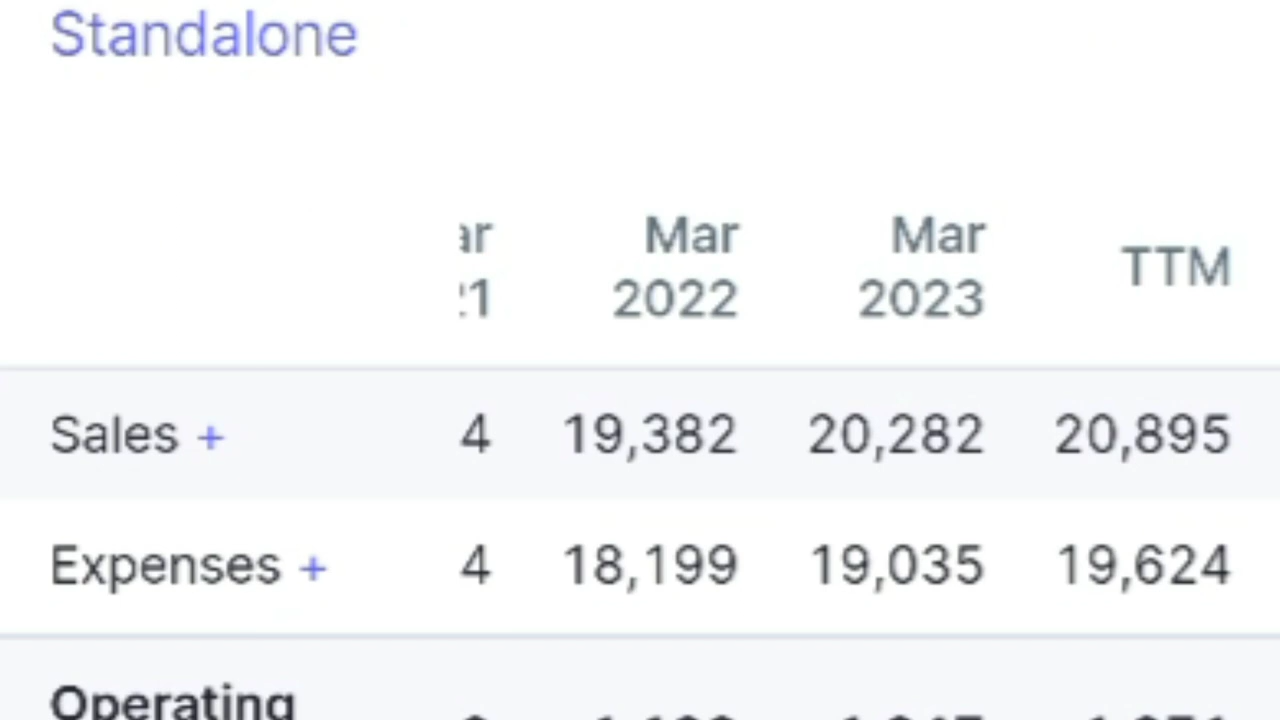 Standalone
Mar Mar TTM
2022 2023
Sales + 4 19,382 20,282 20,895
Expenses + 4 18,199 19,035 19,624
Operating